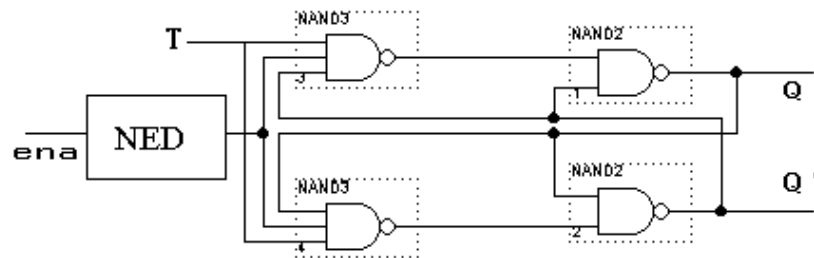 NAND3
NAND2
T
3
1
Q
ena
NED
NAND3
NAND2
Q '
4
2